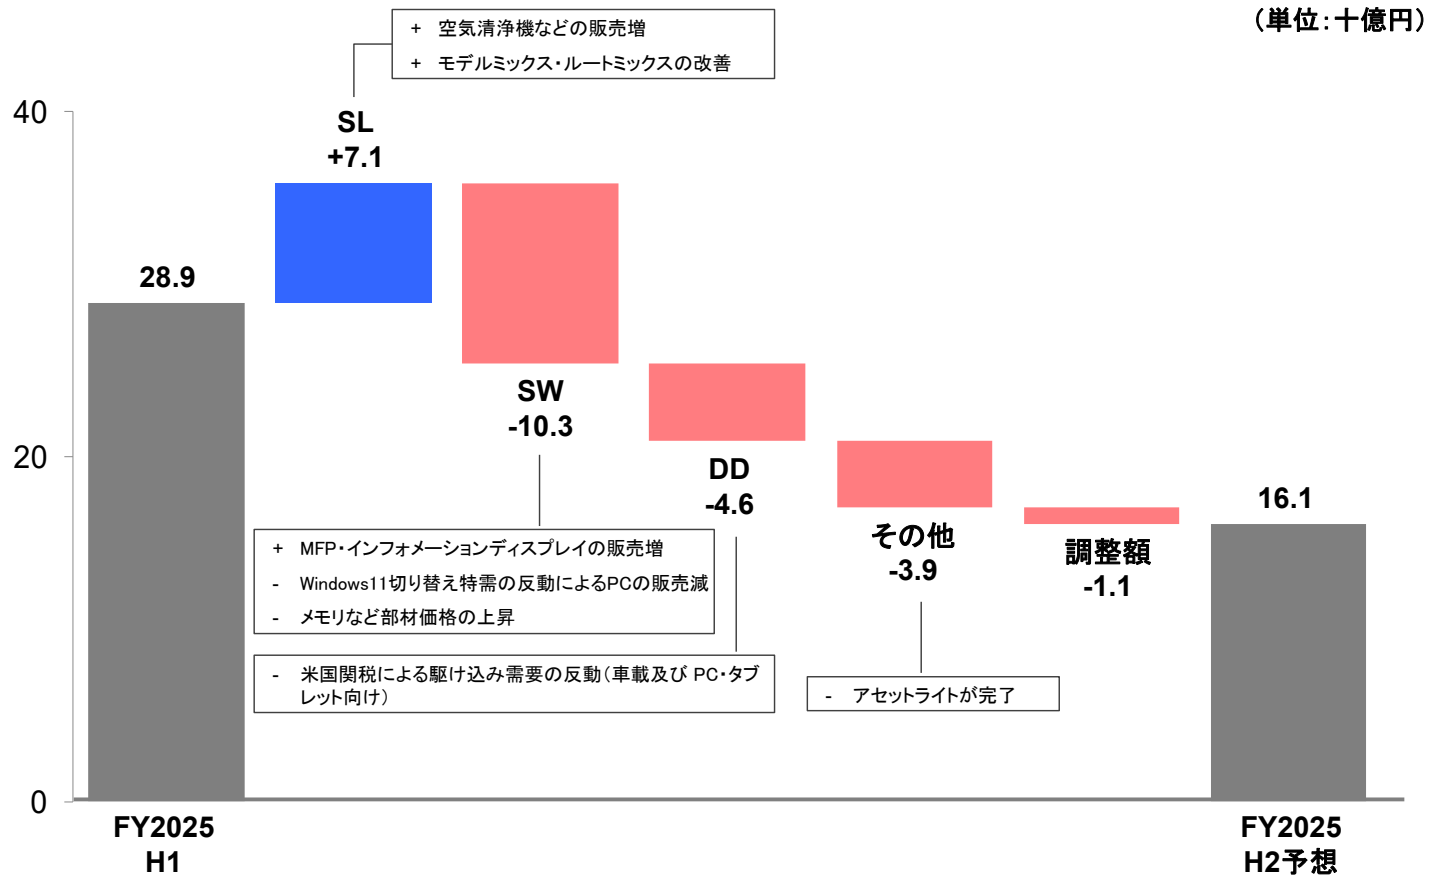 （単位：十億円）
+ 空気清浄機などの販売増
+ モデルミックス・ルートミックスの改善
40
SL
+7.1
28.9
SW
-10.3
20
DD
-4.6
16.1
その他
-3.9
調整額
-1.1
+ MFP・インフォメーションディスプレイの販売増
- Windows11切り替え特需の反動によるPCの販売減
- メモリなど部材価格の上昇
- 米国関税による駆け込み需要の反動（車載及び PC・タブ
レット向け）
- アセットライトが完了
0
FY2025
H1
FY2025
H2予想